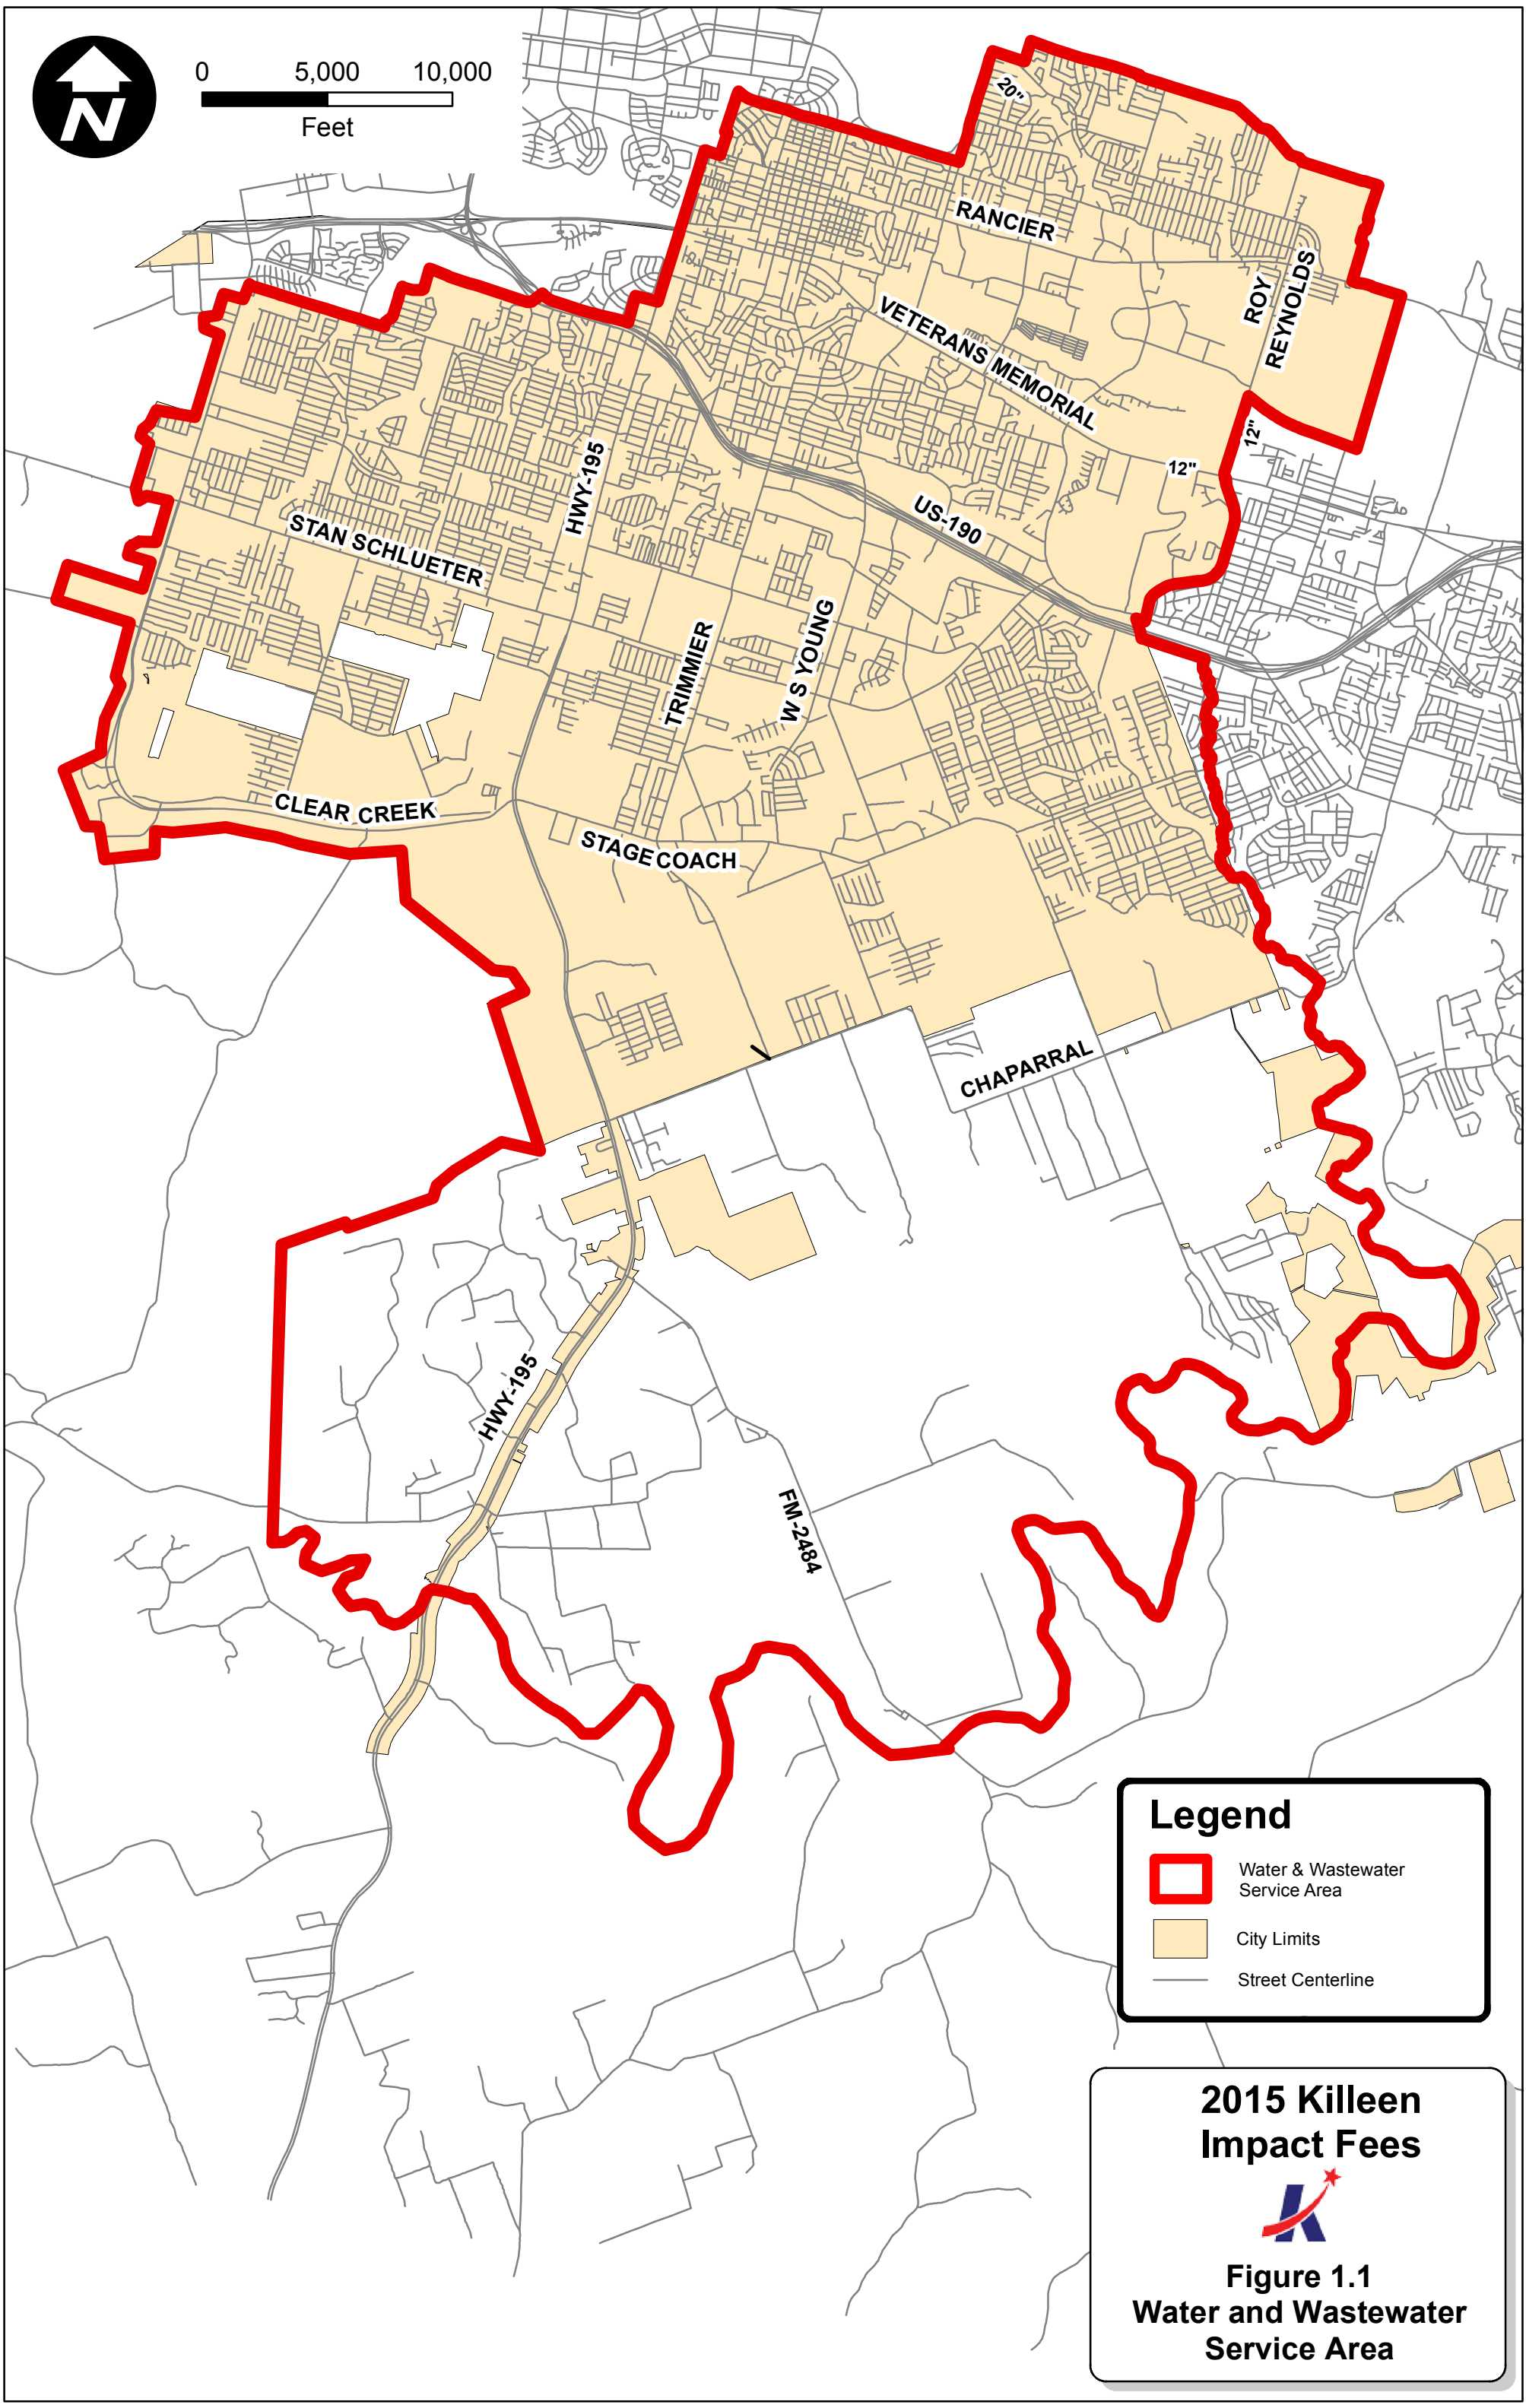 0 5,000 10,000
Feet
N
20"
RANCIER
ROY
REYNOLDS
VETERANS MEMORIAL
12"
12"
HWY-195
US-190
STAN SCHLUETER
TRIMMIER
W S YOUNG
CLEAR CREEK
STAGECOACH
CHAPARRAL
HWY-195
FM-2484
Legend
Water & Wastewater
Service Area
City Limits
Street Centerline
2015 Killeen
Impact Fees
K
Figure 1.1
Water and Wastewater
Service Area